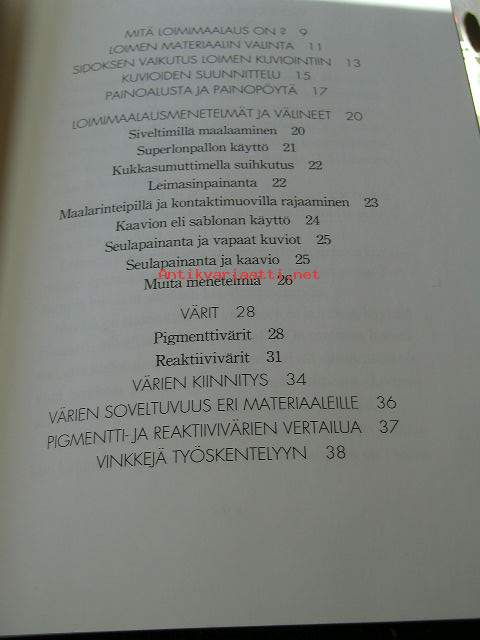 MITÄ LOIMIMAALAUS ON ? 9
LOIMEN MATERIAALIN VALINTA 11
SIDOKSEN VAIKUTUS LOIMEN KUVIOINTIIN 13
KUVIOIDEN SUUNNITTELU 15
PAINOALUSTA JA PAINOPÖYTÄ 17
LOIMIMAALAUSMENETELMÄT JA VÄLINEET 20
Siveltimillä maalaaminen 20
Superlonpallon käyttö 21
Kukkasumuttimella suihkutus 22
Leimasinpainanta 22
Maalarinteipillä ja kontaktimuovilla rajaaminen 23
Kaavion eli sablonan käyttö 24
Seulapainanta ja vapaat kuviot 25
Seulapainanta ja kaavio 25
Antikvariaatti.net
Muita menetelmiä 26
VÄRIT 28
Pigmenttivärit 28
Reaktiivivärit 31
VÄRIEN KIINNITYS 34
VÄRIEN SOVELTUVUUS ERI MATERIAALEILLE 36
PIGMENTTI- JA REAKTIIVIVÄRIEN VERTAILUA 37
VINKKEJÄ TYÖSKENTELYYN 38